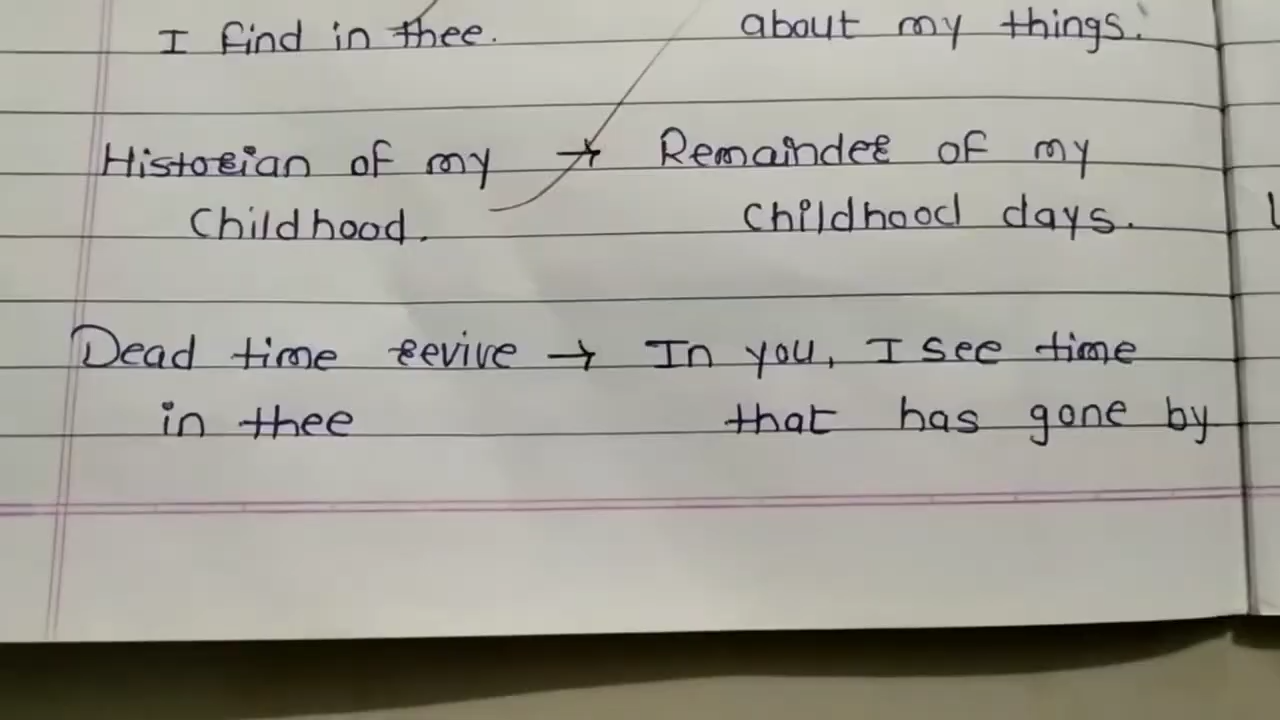 I find in thee.
about my things.
Historian of my → Remainder of my
Childhood.
Childhood days.
Dead time revive → In you, I see time
in thee
that has gone by